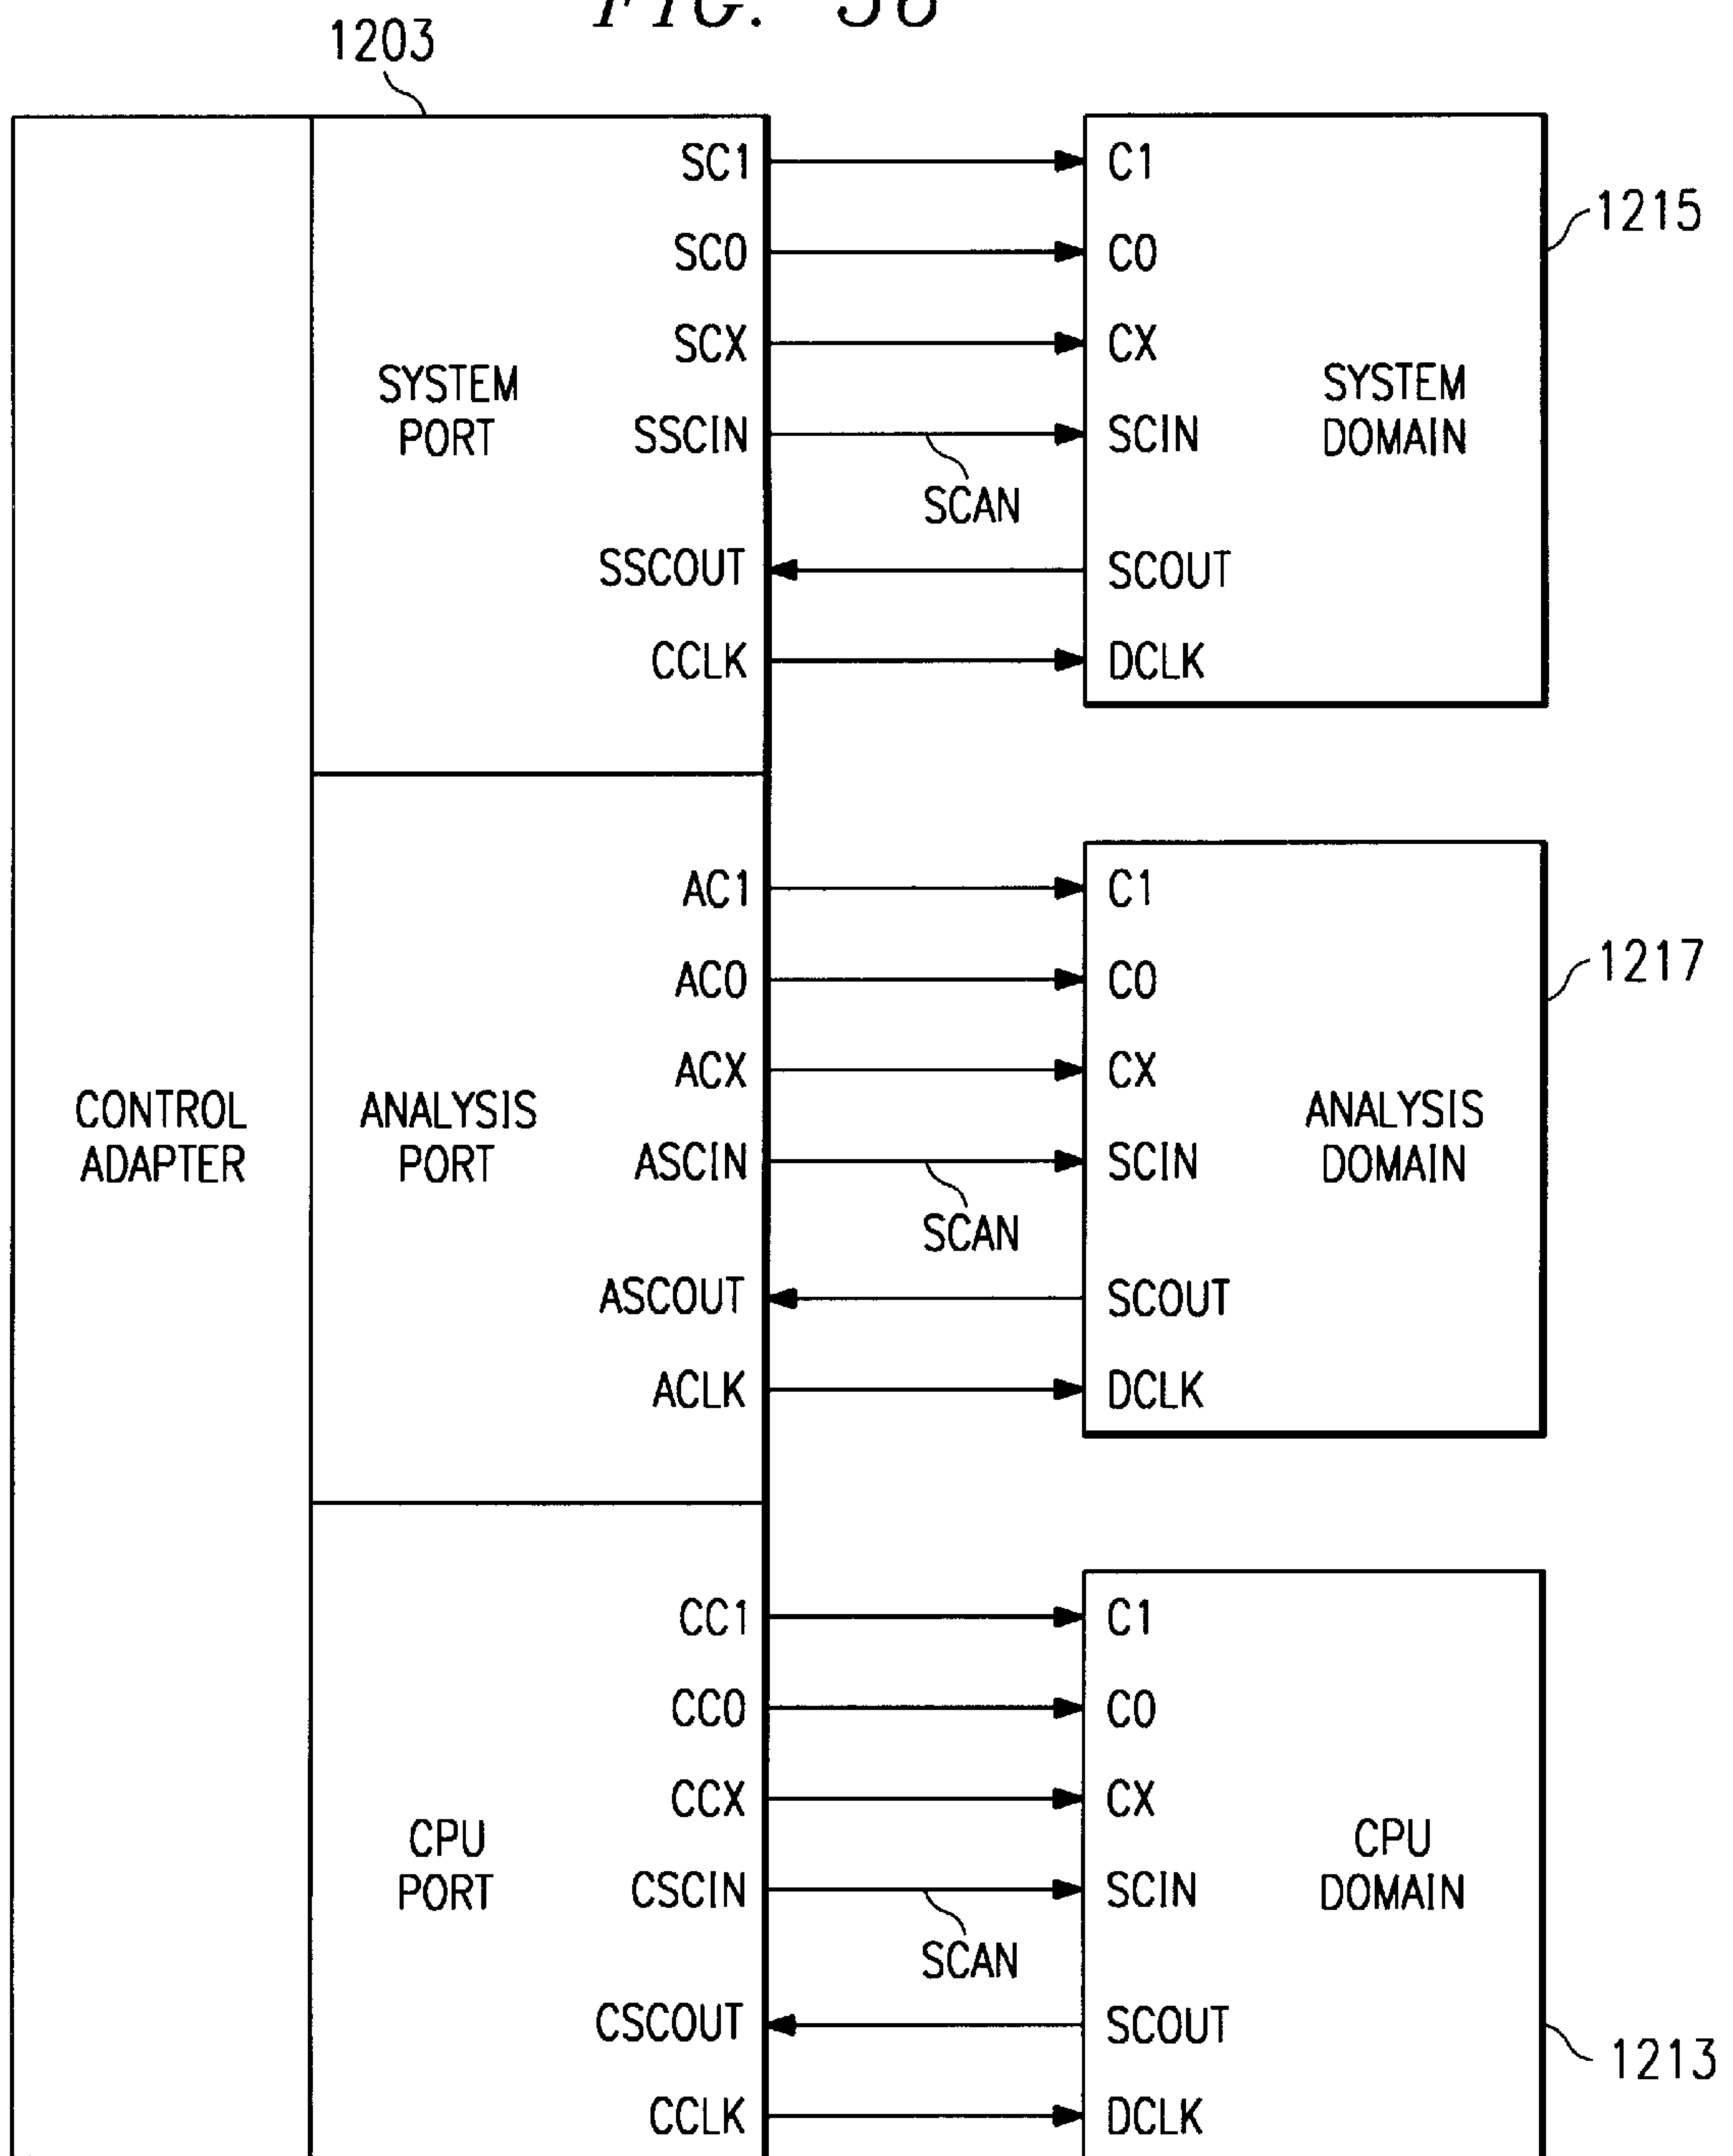 FIG.
1203
SC1 C1
1215
SC0 C0
SCX CX
SYSTEM PORT
SYSTEM DOMAIN
SSCIN SCIN
SCAN
SSCOUT SCOUT
CCLK DCLK
AC1 C1
1217
AC0 C0
ACX CX
CONTROL ADAPTER
ANALYSIS PORT
ANALYSIS DOMAIN
ASCIN SCIN
SCAN
ASCOUT SCOUT
ACLK DCLK
CC1 C1
CC0 C0
CCX CX
CPU PORT
CPU DOMAIN
CSCIN SCIN
SCAN
CSCOUT SCOUT
1213
CCLK DCLK